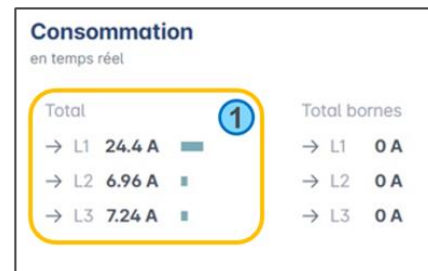 Consommation
en temps réel
Total
1
→ L1 24.4 A
→ L2 6.96 A
→ L3 7.24 A
Total bornes
→ L1 0 A
→ L2 0 A
→ L3 0 A